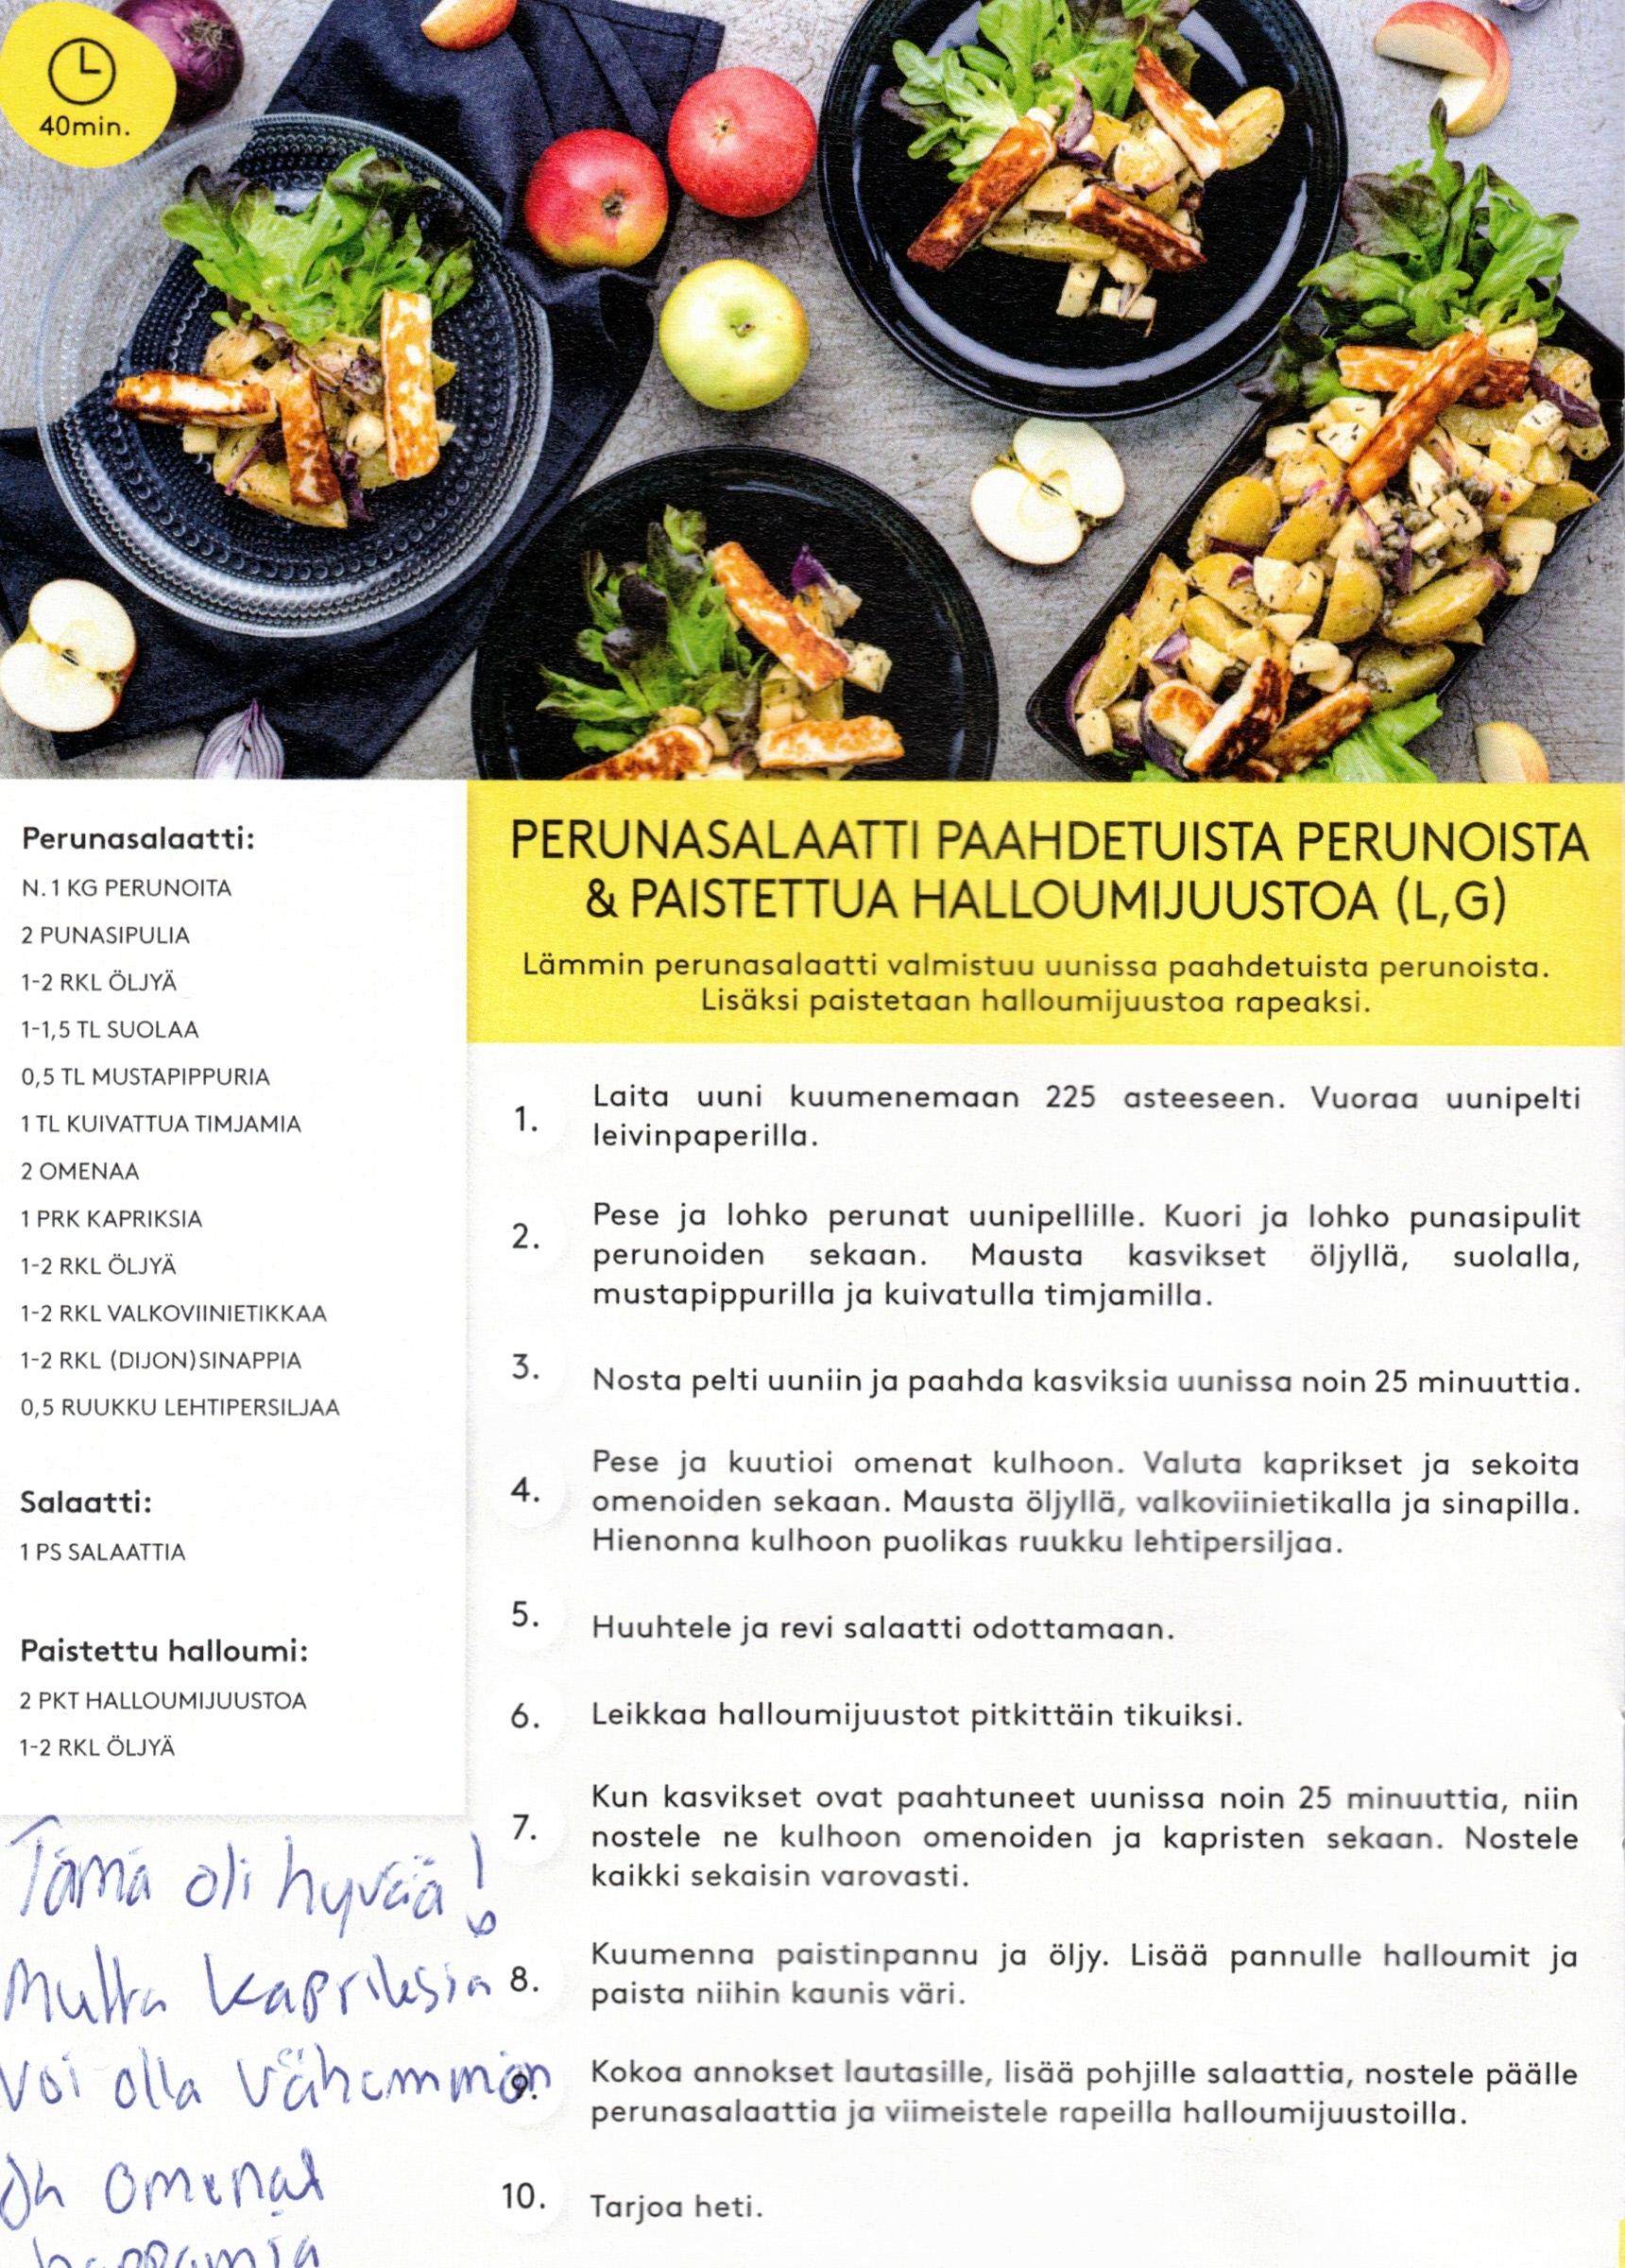 40min.
PERUNASALAATTI PAAHDETUISTA PERUNOISTA
& PAISTETTUA HALLOUMIJUUSTOA (L,G)
Lämmin perunasalaatti valmistuu uunissa paahdetuista perunoista.
Lisäksi paistetaan halloumijuustoa rapeaksi.
Perunasalaatti:
N. 1 KG PERUNOITA
2 PUNASIPULIA
1-2 RKL ÖLJYÄ
1-1,5 TL SUOLAA
0,5 TL MUSTAPIPPURIA
1 TL KUIVATTUA TIMJAMIA
2 OMENAA
1 PRK KAPRIKSIA
1-2 RKL ÖLJYÄ
1-2 RKL VALKOVIINIETIKKAA
1-2 RKL (DIJON)SINAPPIA
0,5 RUUKKU LEHTIPERSILJAA
Salaatti:
1 PS SALAATTIA
Paistettu halloumi:
2 PKT HALLOUMIJUUSTOA
1-2 RKL ÖLJYÄ
Tämä oli hyvää!
Mutta kapriksia
voi olla vähemmän
Ja omenat
happamia
1. Laita uuni kuumenemaan 225 asteeseen. Vuoraa uunipelti
leivinpaperilla.
2. Pese ja lohko perunat uunipellille. Kuori ja lohko punasipulit
perunoiden sekaan. Mausta kasvikset öljyllä, suolalla,
mustapippurilla ja kuivatulla timjamilla.
3. Nosta pelti uuniin ja paahda kasviksia uunissa noin 25 minuuttia.
4. Pese ja kuutioi omenat kulhoon. Valuta kaprikset ja sekoita
omenoiden sekaan. Mausta öljyllä, valkoviinietikalla ja sinapilla.
Hienonna kulhoon puolikas ruukku lehtipersiljaa.
5. Huuhtele ja revi salaatti odottamaan.
6. Leikkaa halloumijuustot pitkittäin tikuiksi.
7. Kun kasvikset ovat paahtuneet uunissa noin 25 minuuttia, niin
nostele ne kulhoon omenoiden ja kapristen sekaan. Nostele
kaikki sekaisin varovasti.
8. Kuumenna paistinpannu ja öljy. Lisää pannulle halloumit ja
paista niihin kaunis väri.
9. Kokoa annokset lautasille, lisää pohjille salaattia, nostele päälle
perunasalaattia ja viimeistele rapeilla halloumijuustoilla.
10. Tarjoa heti.